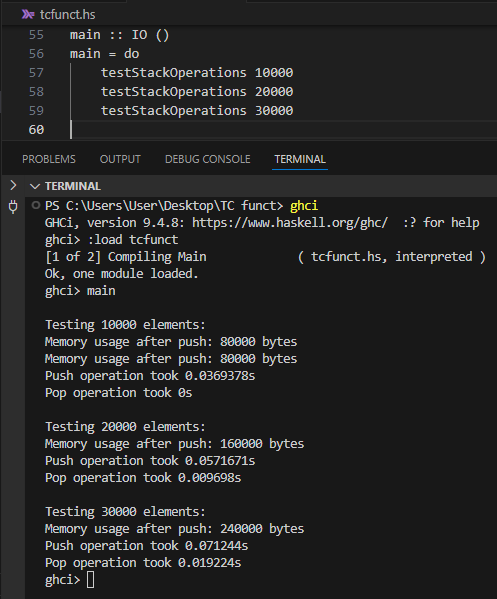 tcfunct.hs
55 main :: IO ()
56 main = do
57 testStackOperations 10000
58 testStackOperations 20000
59 testStackOperations 30000
60
PROBLEMS OUTPUT DEBUG CONSOLE TERMINAL
TERMINAL
PS C:\Users\User\Desktop\TC funct> ghci
GHCi, version 9.4.8: https://www.haskell.org/ghc/  :? for help
ghci> :load tcfunct
[1 of 2] Compiling Main             ( tcfunct.hs, interpreted )
Ok, one module loaded.
ghci> main
Testing 10000 elements:
Memory usage after push: 80000 bytes
Memory usage after push: 80000 bytes
Push operation took 0.0369378s
Pop operation took 0s
Testing 20000 elements:
Memory usage after push: 160000 bytes
Push operation took 0.0571671s
Pop operation took 0.009698s
Testing 30000 elements:
Memory usage after push: 240000 bytes
Push operation took 0.071244s
Pop operation took 0.019224s
ghci>